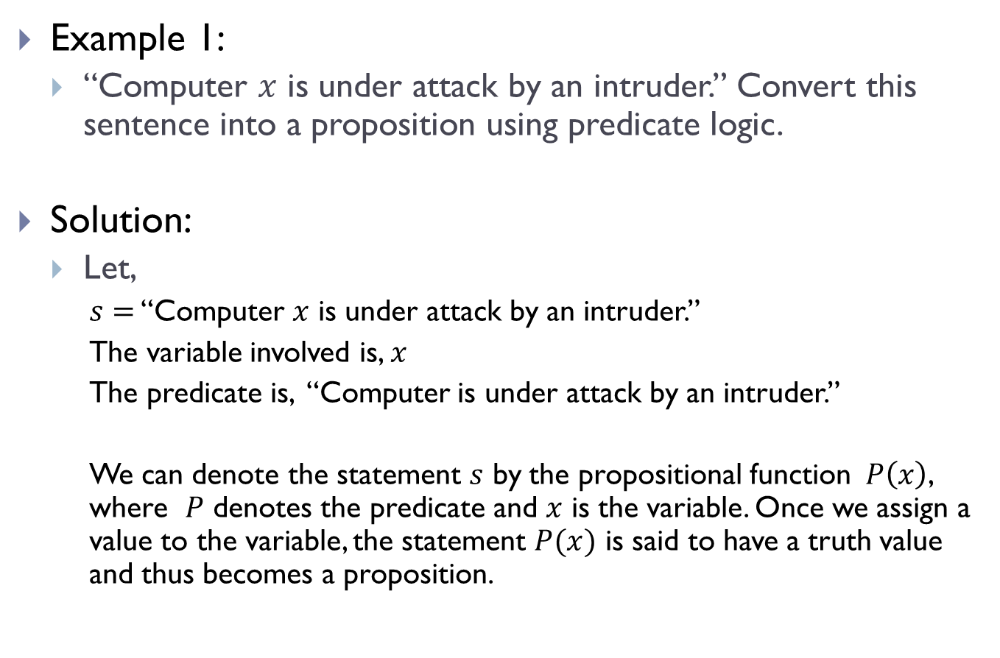 Example 1:
“Computer x is under attack by an intruder.” Convert this
sentence into a proposition using predicate logic.
Solution:
Let,
s = “Computer x is under attack by an intruder.”
The variable involved is, x
The predicate is, “Computer is under attack by an intruder.”
We can denote the statement s by the propositional function P(x),
where P denotes the predicate and x is the variable. Once we assign a
value to the variable, the statement P(x) is said to have a truth value
and thus becomes a proposition.